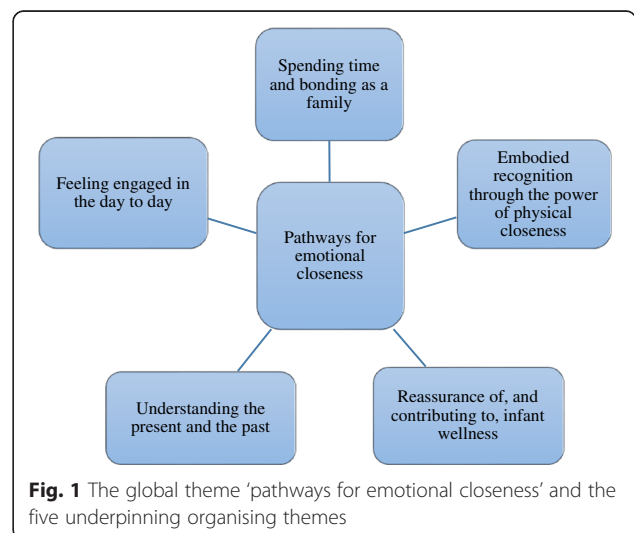 Spending time
and bonding as a
family
Feeling engaged in
the day to day
Embodied
recognition
through the power
of physical
closeness
Pathways for
emotional
closeness
Understanding the
present and the past
Reassurance of, and
contributing to, infant
wellness
Fig. 1 The global theme ‘pathways for emotional closeness’ and the
five underpinning organising themes